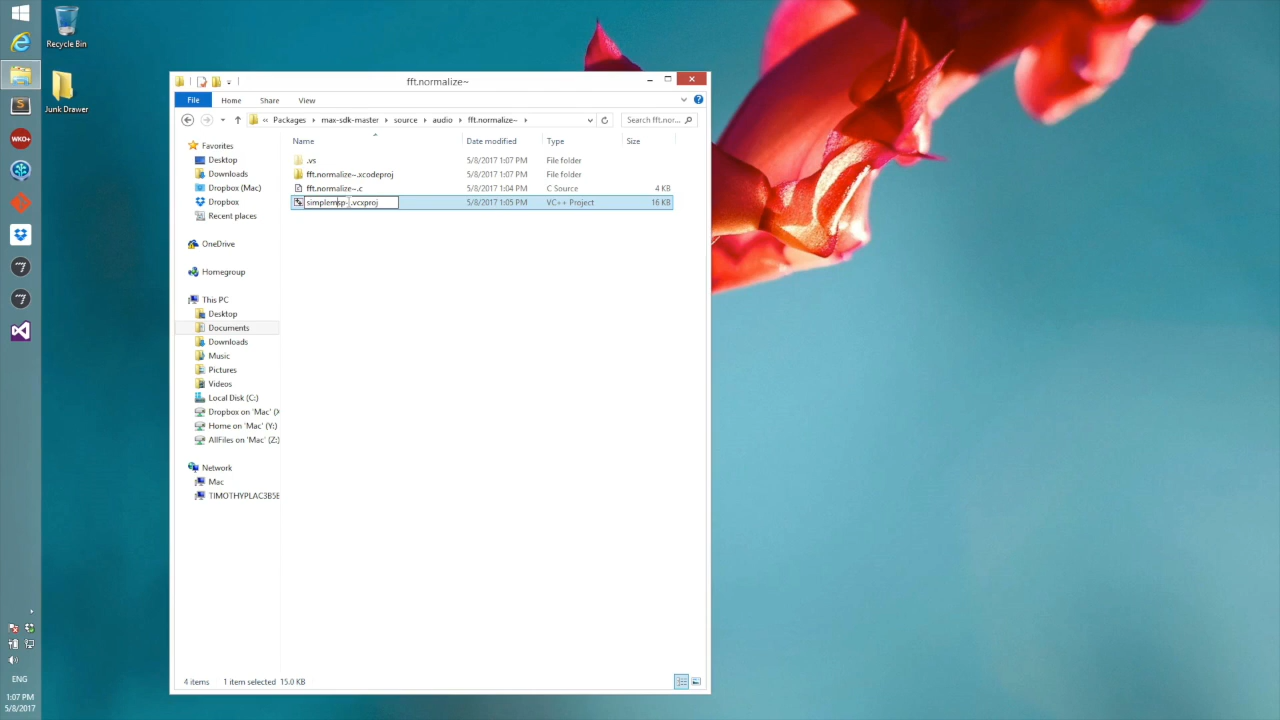 Recycle Bin
Junk Drawer
fft.normalize~
File Home Share View
« Packages max-sdk-master source audio fft.normalize~
Search fft.nor...
Name Date modified Type Size
.vs 5/8/2017 1:07 PM File folder
fft.normalize~.xcodeproj 5/8/2017 1:07 PM File folder
fft.normalize~.c 5/8/2017 1:04 PM C Source 4 KB
simplemsp~.vcxproj 5/8/2017 1:05 PM VC++ Project 16 KB
Favorites
Desktop
Downloads
Dropbox (Mac)
Dropbox
Recent places
OneDrive
Homegroup
This PC
Desktop
Documents
Downloads
Music
Pictures
Videos
Local Disk (C:)
Dropbox on 'Mac' (X
Home on 'Mac' (Y:)
AllFiles on 'Mac' (Z:)
Network
Mac
TIMOTHYPLAC3B5E
4 items 1 item selected 15.0 KB
WKO+
ENG
1:07 PM
5/8/2017